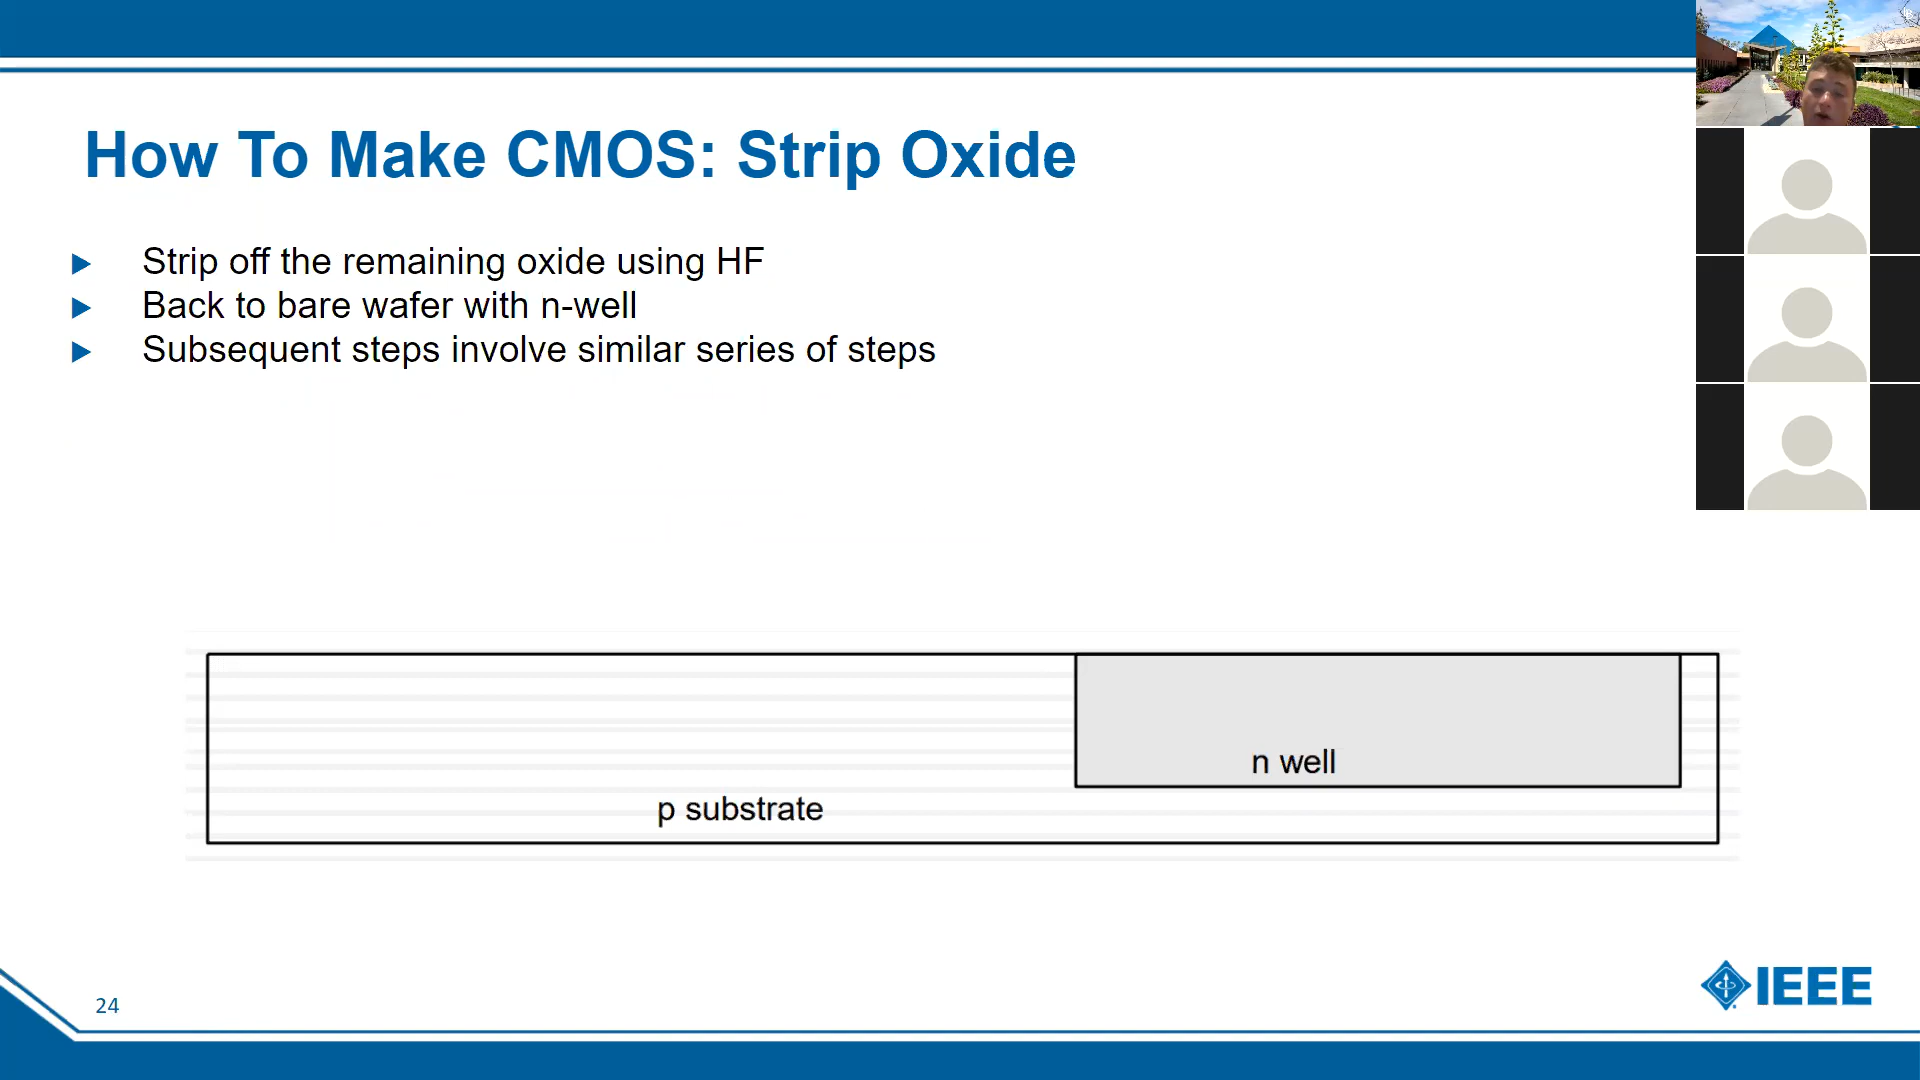 How To Make CMOS: Strip Oxide
Strip off the remaining oxide using HF
Back to bare wafer with n-well
Subsequent steps involve similar series of steps
n well
p substrate
24
IEEE